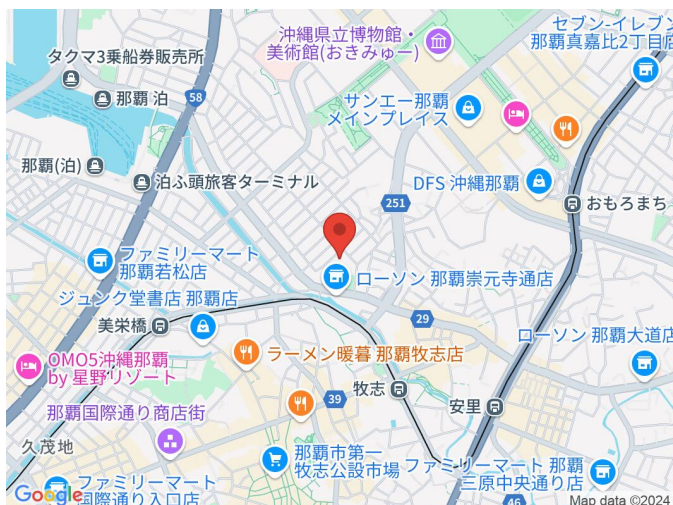 沖縄県立博物館・
美術館(おきみゅー)
セブン-イレブン
那覇真嘉比2丁目店
タクマ3乗船券販売所
那覇 泊
58
サンエー那覇
メインプレイス
那覇(泊)
泊ふ頭旅客ターミナル
251
DFS 沖縄那覇
おもろまち
ファミリーマート
那覇若松店
ローソン 那覇崇元寺通店
ジュンク堂書店 那覇店
美栄橋
29
ローソン 那覇大道店
OMO5沖縄那覇
by 星野リゾート
ラーメン暖暮 那覇牧志店
牧志
安里
那覇国際通り商店街
39
久茂地
那覇市第一
牧志公設市場
ファミリーマート 那覇
三原中央通り店
ファミリーマート
国際通り入口店
46
Google
Map data ©2024